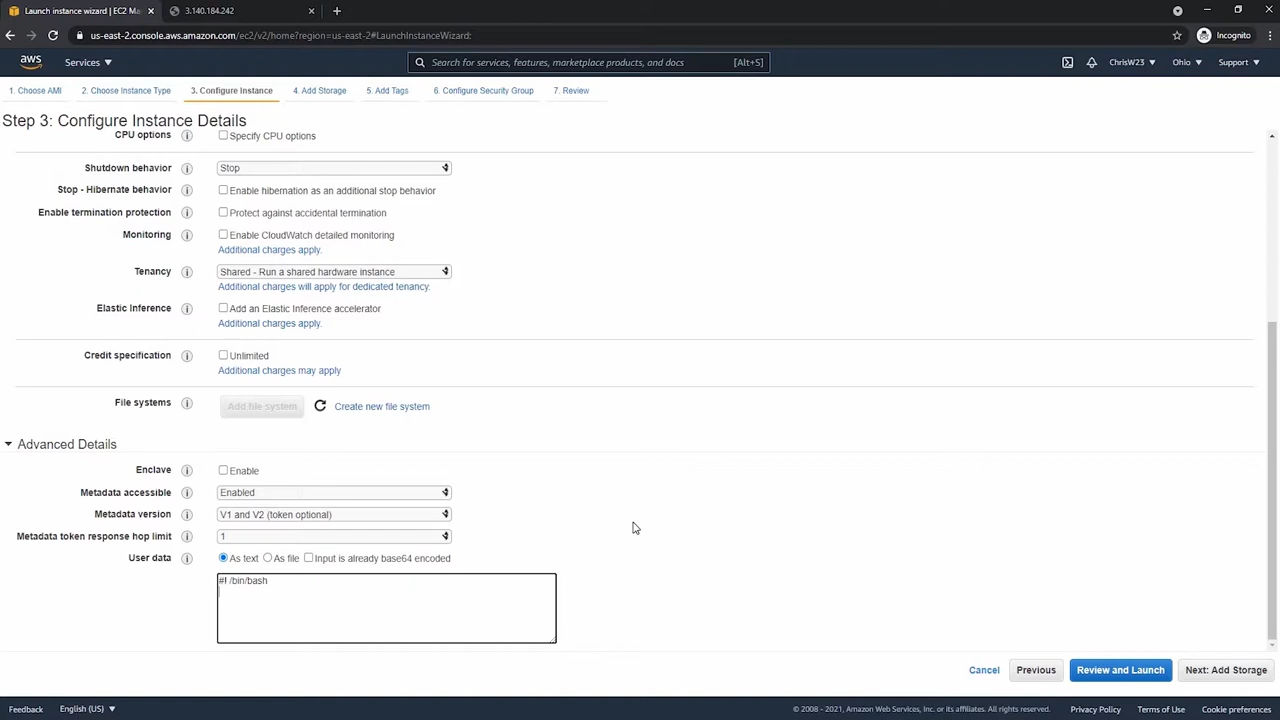 Launch instance wizard | EC2 Ma
3.140.184.242
us-east-2.console.aws.amazon.com/ec2/v2/home?region=us-east-2#LaunchInstanceWizard:
Incognito
aws
Services
Search for services, features, marketplace products, and docs
[Alt+S]
ChrisW23
Ohio
Support
1. Choose AMI
2. Choose Instance Type
3. Configure Instance
4. Add Storage
5. Add Tags
6. Configure Security Group
7. Review
Step 3: Configure Instance Details
CPU options
Specify CPU options
Shutdown behavior
Stop
Stop - Hibernate behavior
Enable hibernation as an additional stop behavior
Enable termination protection
Protect against accidental termination
Monitoring
Enable CloudWatch detailed monitoring
Additional charges apply.
Tenancy
Shared - Run a shared hardware instance
Additional charges will apply for dedicated tenancy.
Elastic Inference
Add an Elastic Inference accelerator
Additional charges apply.
Credit specification
Unlimited
Additional charges may apply
File systems
Add file system
Create new file system
Advanced Details
Enclave
Enable
Metadata accessible
Enabled
Metadata version
V1 and V2 (token optional)
Metadata token response hop limit
1
User data
As text
As file
Input is already base64 encoded
#! /bin/bash
Cancel
Previous
Review and Launch
Next: Add Storage
Feedback
English (US)
© 2008 - 2021, Amazon Web Services, Inc. or its affiliates. All rights reserved.
Privacy Policy
Terms of Use
Cookie preferences